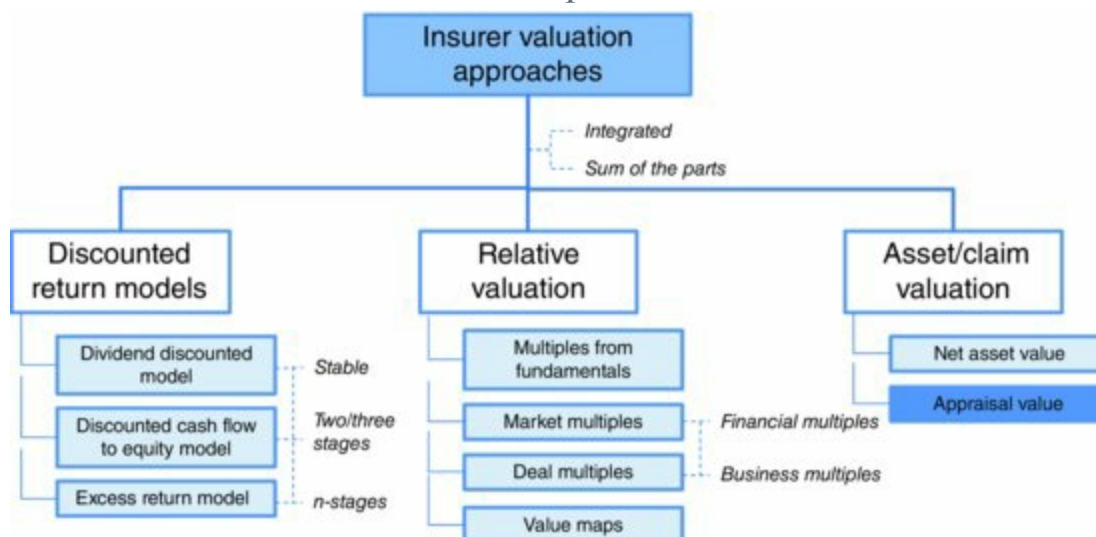 Insurer valuation
approaches
Integrated
Sum of the parts
Discounted
return models
Relative
valuation
Asset/claim
valuation
Dividend discounted
model
Stable
Discounted cash flow
to equity model
Two/three
stages
Excess return model
n-stages
Multiples from
fundamentals
Market multiples
Financial multiples
Deal multiples
Business multiples
Value maps
Net asset value
Appraisal value